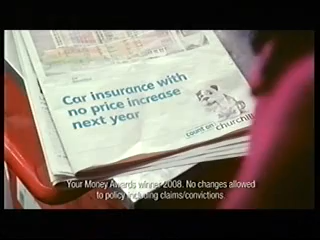 Car insurance with
no price increase
next year
count on
churchill
Your Money Awards winner 2008. No changes allowed
to policy including claims/convictions.